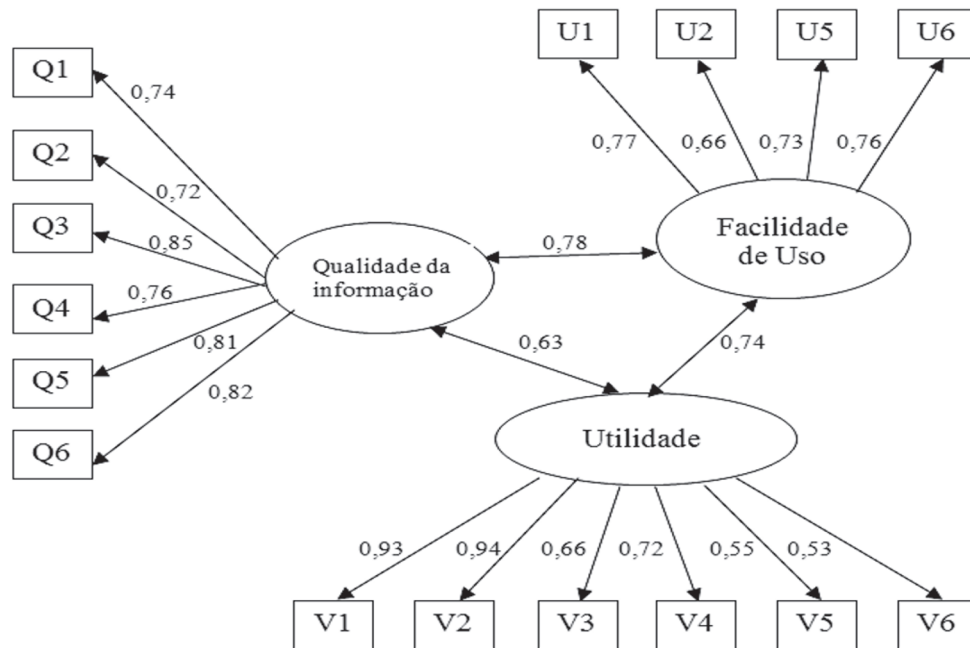 U1 U2 U5 U6
Q1
0,74
Q2
0,77 0,66 0,73 0,76
0,72
Q3
0,85
Facilidade
de Uso
0,78
Qualidade da
informação
Q4
0,76
0,81
0,63
0,74
Q5
0,82
Q6
Utilidade
0,93 0,94 0,66 0,72 0,55 0,53
V1 V2 V3 V4 V5 V6